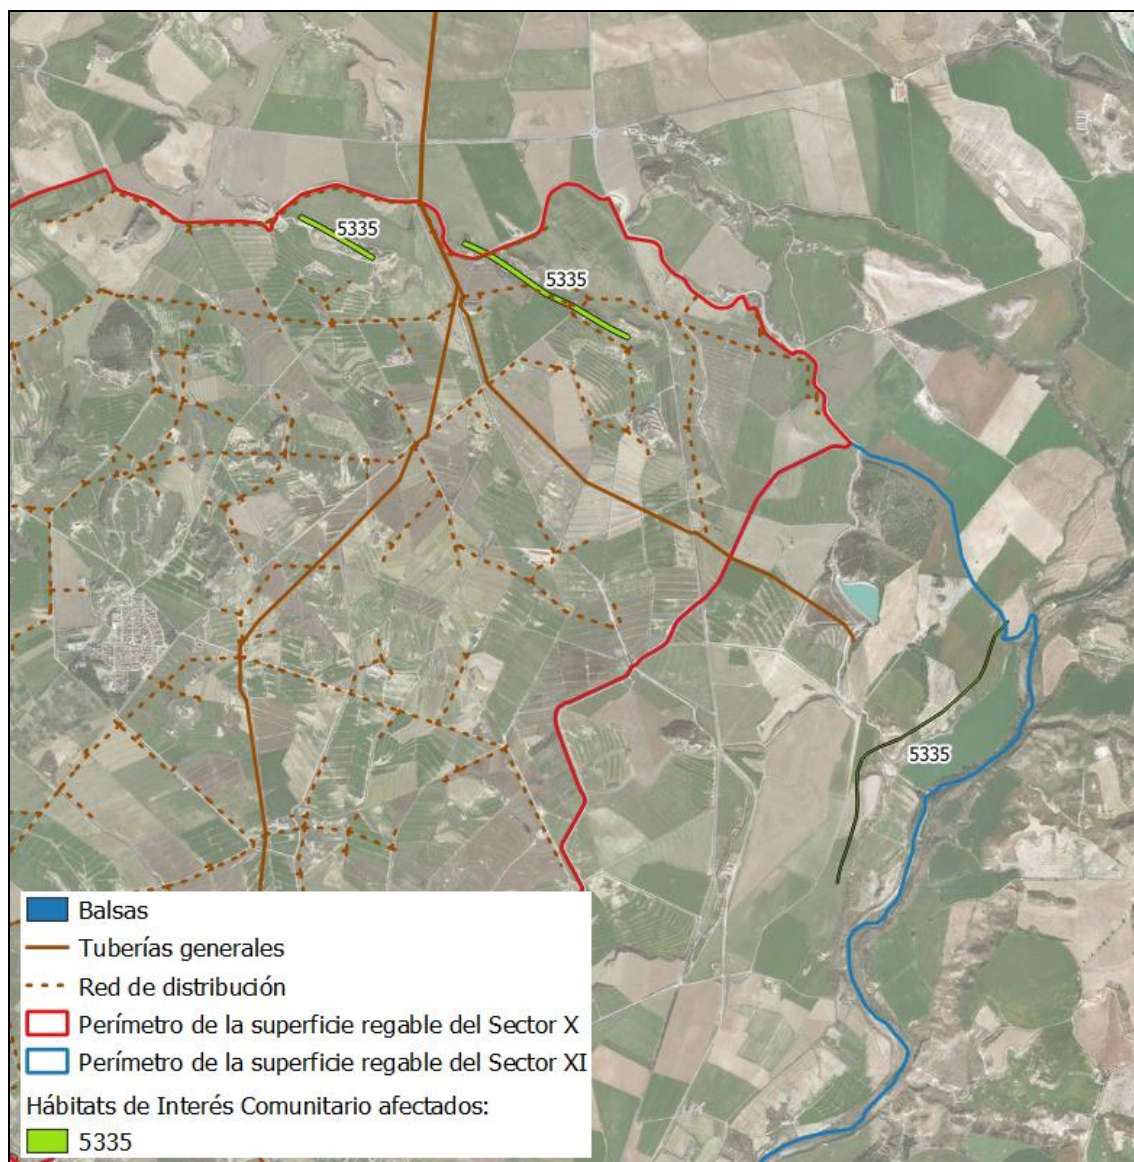 5335
5335
5335
Balsas
Tuberías generales
Red de distribución
Perímetro de la superficie regable del Sector X
Perímetro de la superficie regable del Sector XI
Hábitats de Interés Comunitario afectados:
5335